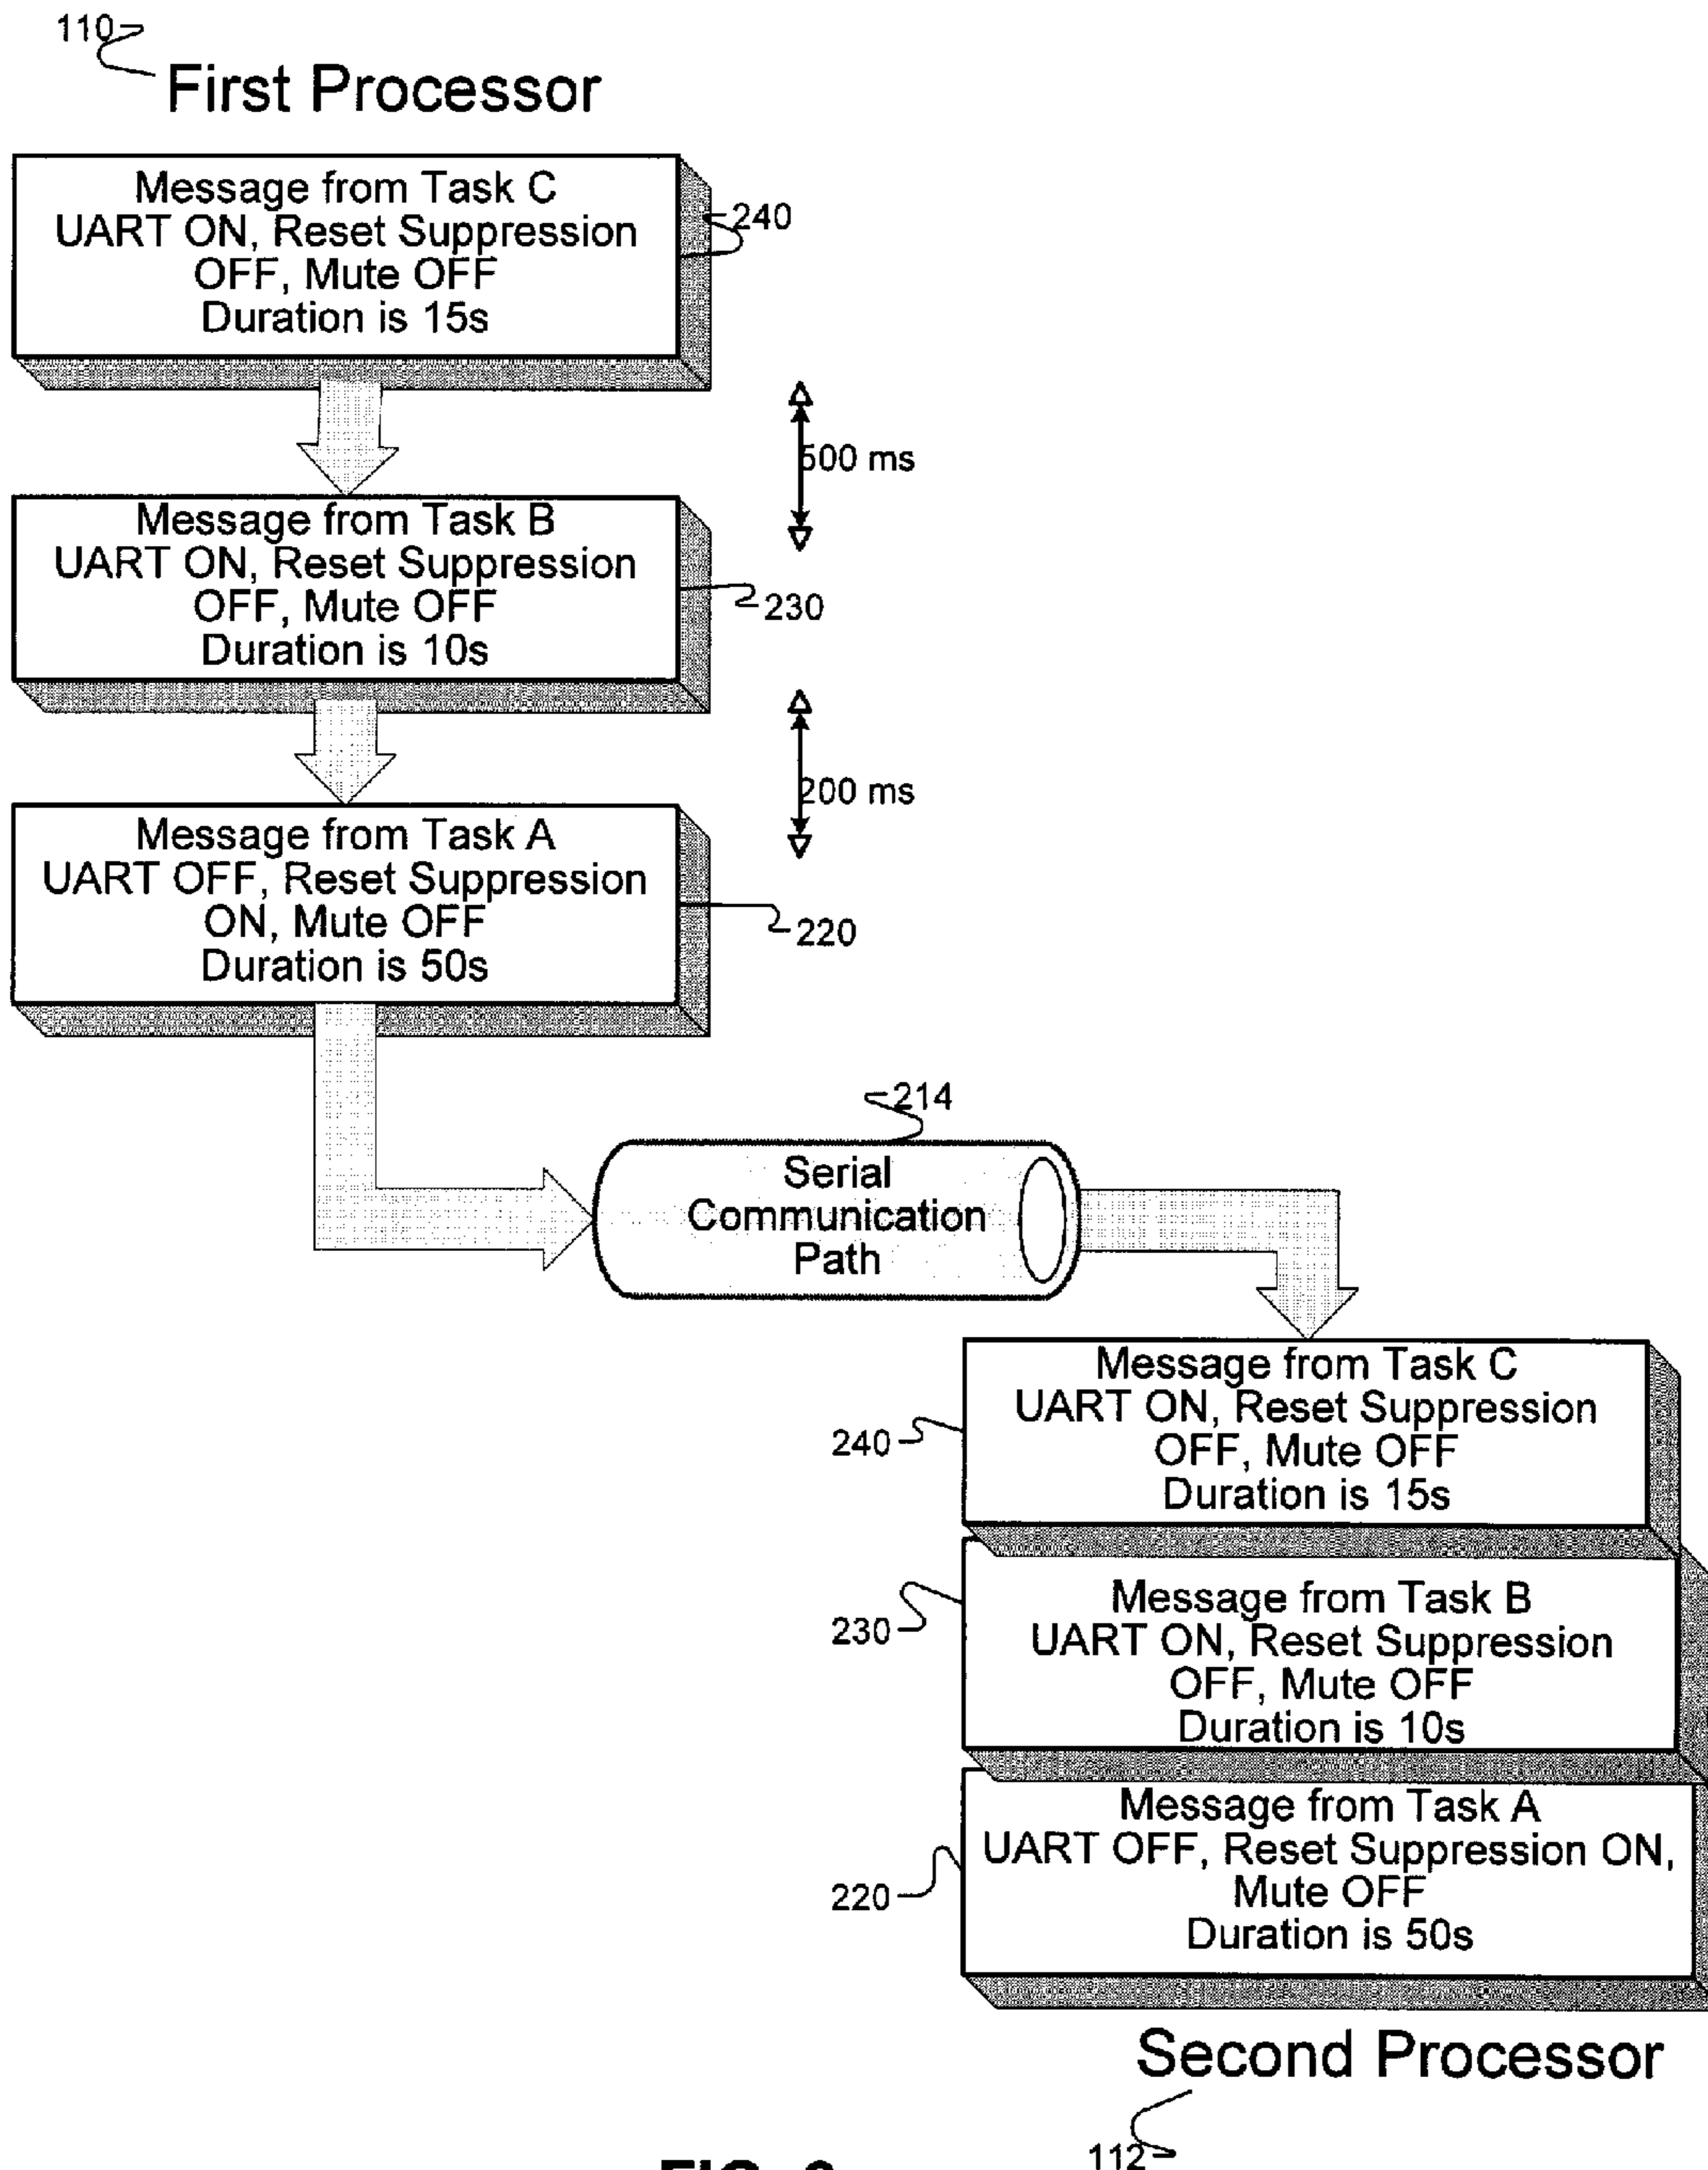 110
First Processor
Message from Task C
UART ON, Reset Suppression
OFF, Mute OFF
Duration is 15s
240
500 ms
Message from Task B
UART ON, Reset Suppression
OFF, Mute OFF
Duration is 10s
230
200 ms
Message from Task A
UART OFF, Reset Suppression
ON, Mute OFF
Duration is 50s
220
214
Serial
Communication
Path
Message from Task C
UART ON, Reset Suppression
OFF, Mute OFF
Duration is 15s
240
Message from Task B
UART ON, Reset Suppression
OFF, Mute OFF
Duration is 10s
230
Message from Task A
UART OFF, Reset Suppression ON,
Mute OFF
Duration is 50s
220
Second Processor
112
FIG.